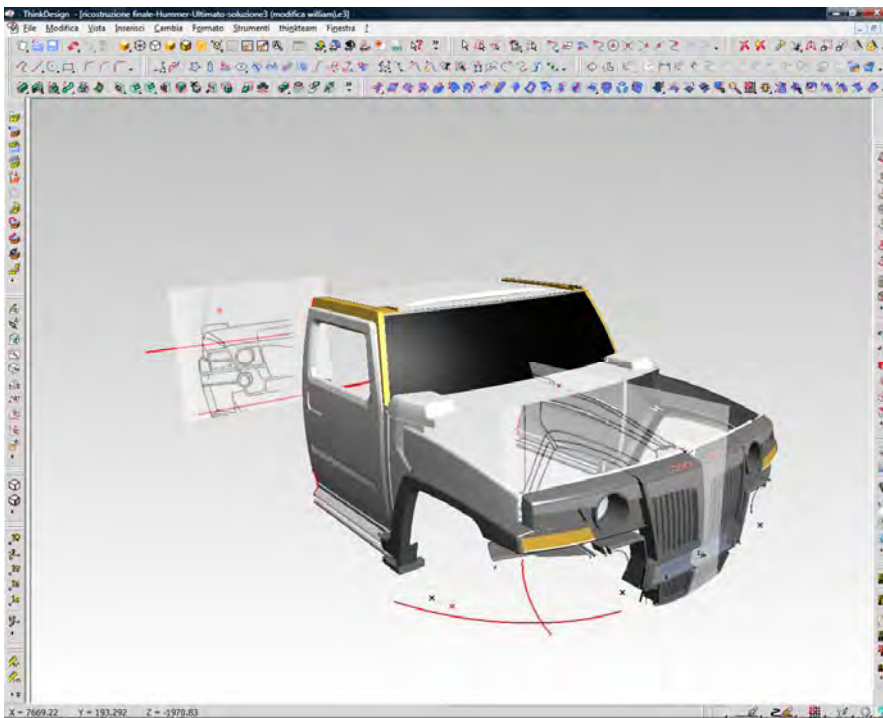 ThinkDesign - [ricostruzione finale-Hummer-Ultimato-soluzione3 (modifica william).e3]
File Modifica Vista Inserisci Cambia Formato Strumenti thinkteam Finestra ?
X = 7669.22 Y = 193.292 Z = -1970.83